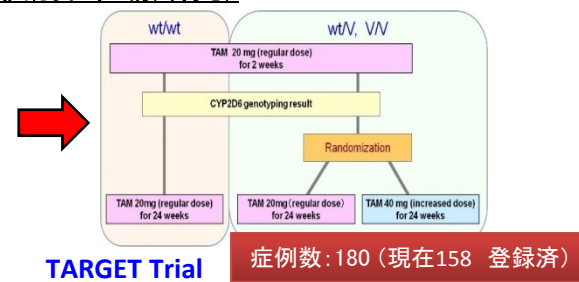 wt/wt
wt/V, V/V
TAM 20 mg (regular dose)
for 2 weeks
CYP2D6 genotyping result
Randomization
TAM 20mg (regular dose)
for 24 weeks
TAM 20mg (regular dose)
for 24 weeks
TAM 40 mg (increased dose)
for 24 weeks
TARGET Trial
症例数:180(現在158 登録済)